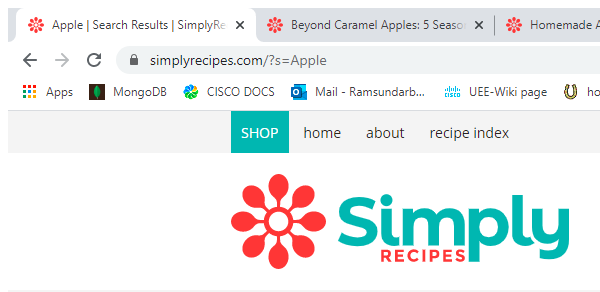 Apple | Search Results | SimplyRe
Beyond Caramel Apples: 5 Seaso
Homemade A
simplyrecipes.com/?s=Apple
Apps MongoDB CISCO DOCS Mail - Ramsundarb... UEE-Wiki page ho
SHOP home about recipe index
Simply
RECIPES